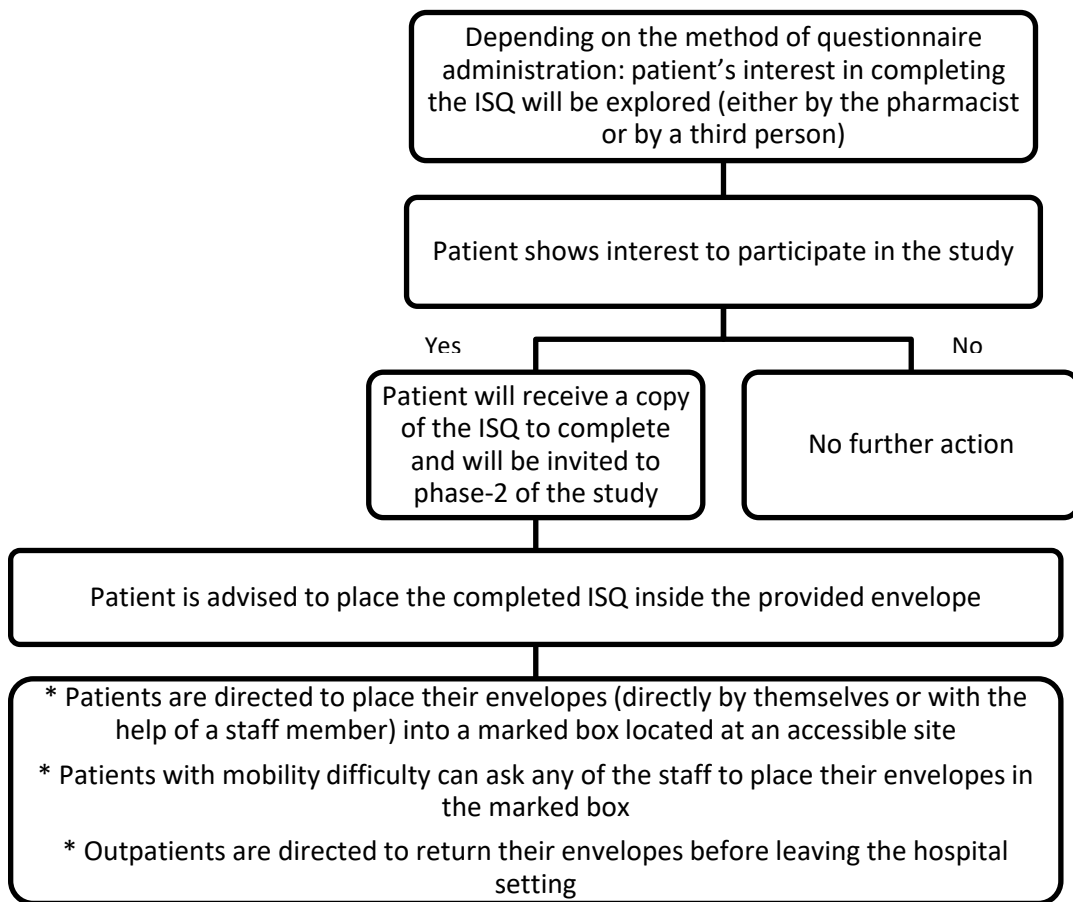 Depending on the method of questionnaire
administration: patient's interest in completing
the ISQ will be explored (either by the pharmacist
or by a third person)
Patient shows interest to participate in the study
Yes
No
Patient will receive a copy
of the ISQ to complete
and will be invited to
phase-2 of the study
No further action
Patient is advised to place the completed ISQ inside the provided envelope
* Patients are directed to place their envelopes (directly by themselves or with the
help of a staff member) into a marked box located at an accessible site
* Patients with mobility difficulty can ask any of the staff to place their envelopes in
the marked box
* Outpatients are directed to return their envelopes before leaving the hospital
setting